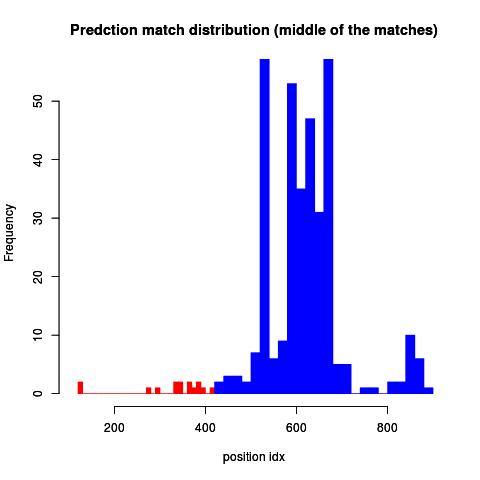 Predction match distribution (middle of the matches)
Frequency
50
40
30
20
10
0
200 400 600 800
position idx